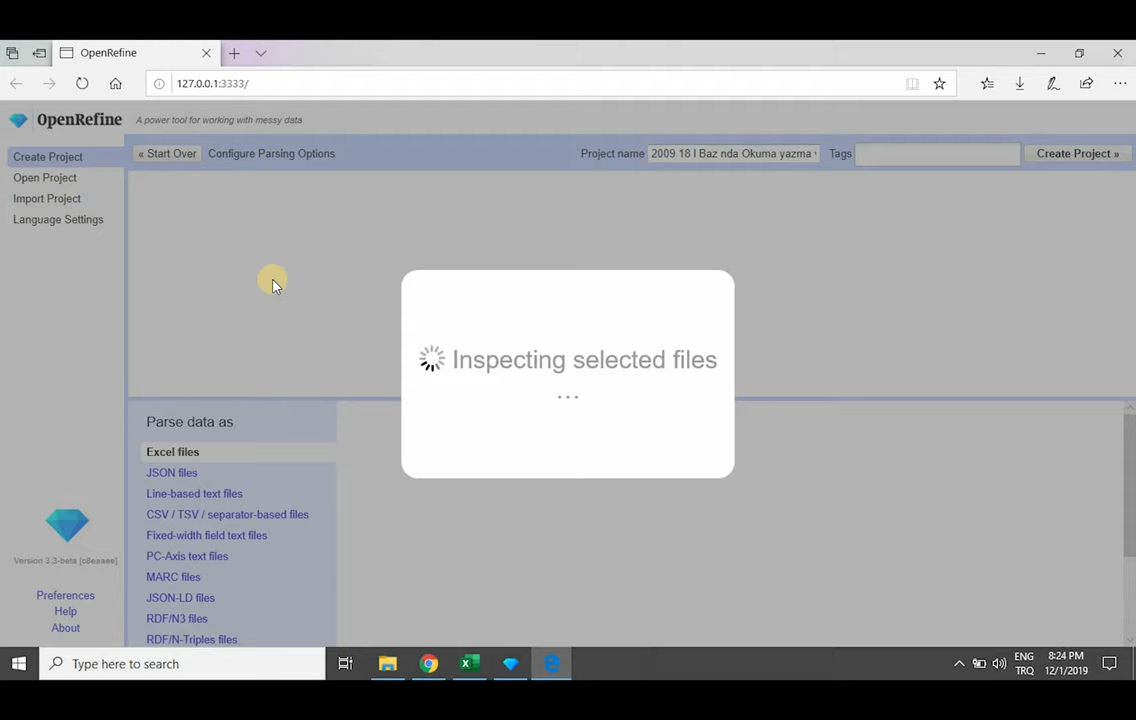 OpenRefine
127.0.0.1:3333/
OpenRefine A power tool for working with messy data.
Create Project
Open Project
Import Project
Language Settings
« Start Over Configure Parsing Options Project name 2009 18 l Baz nda Okuma yazma Tags Create Project »
Inspecting selected files
...
Parse data as
Excel files
JSON files
Line-based text files
CSV / TSV / separator-based files
Fixed-width field text files
PC-Axis text files
MARC files
JSON-LD files
RDF/N3 files
RDF/N-Triples files
Version 3.3-beta [c8eaaee]
Preferences
Help
About
Type here to search
ENG
TRQ
8:24 PM
12/1/2019